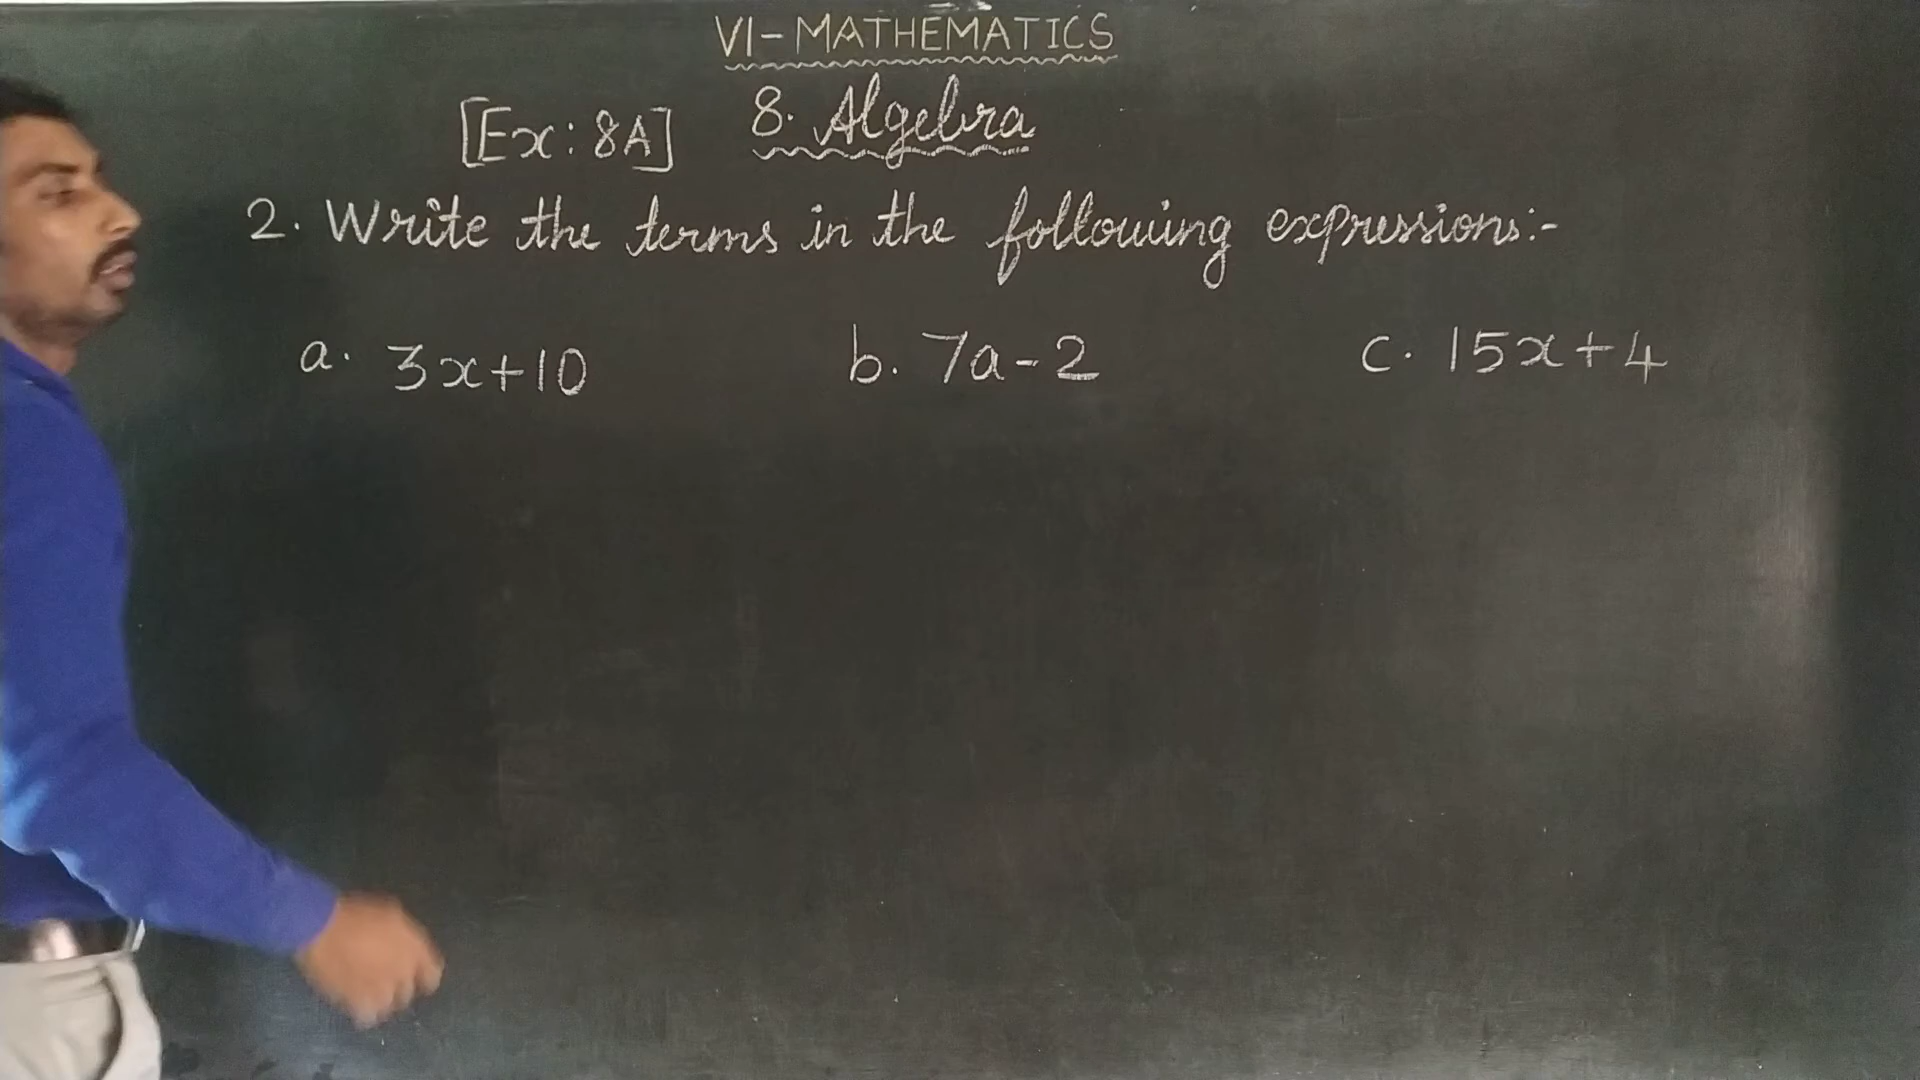 VI-MATHEMATICS
[Ex: 8A] 8. Algebra
2. Write the terms in the following expressions:-
a. 3x+10 b. 7a-2 c. 15x+4